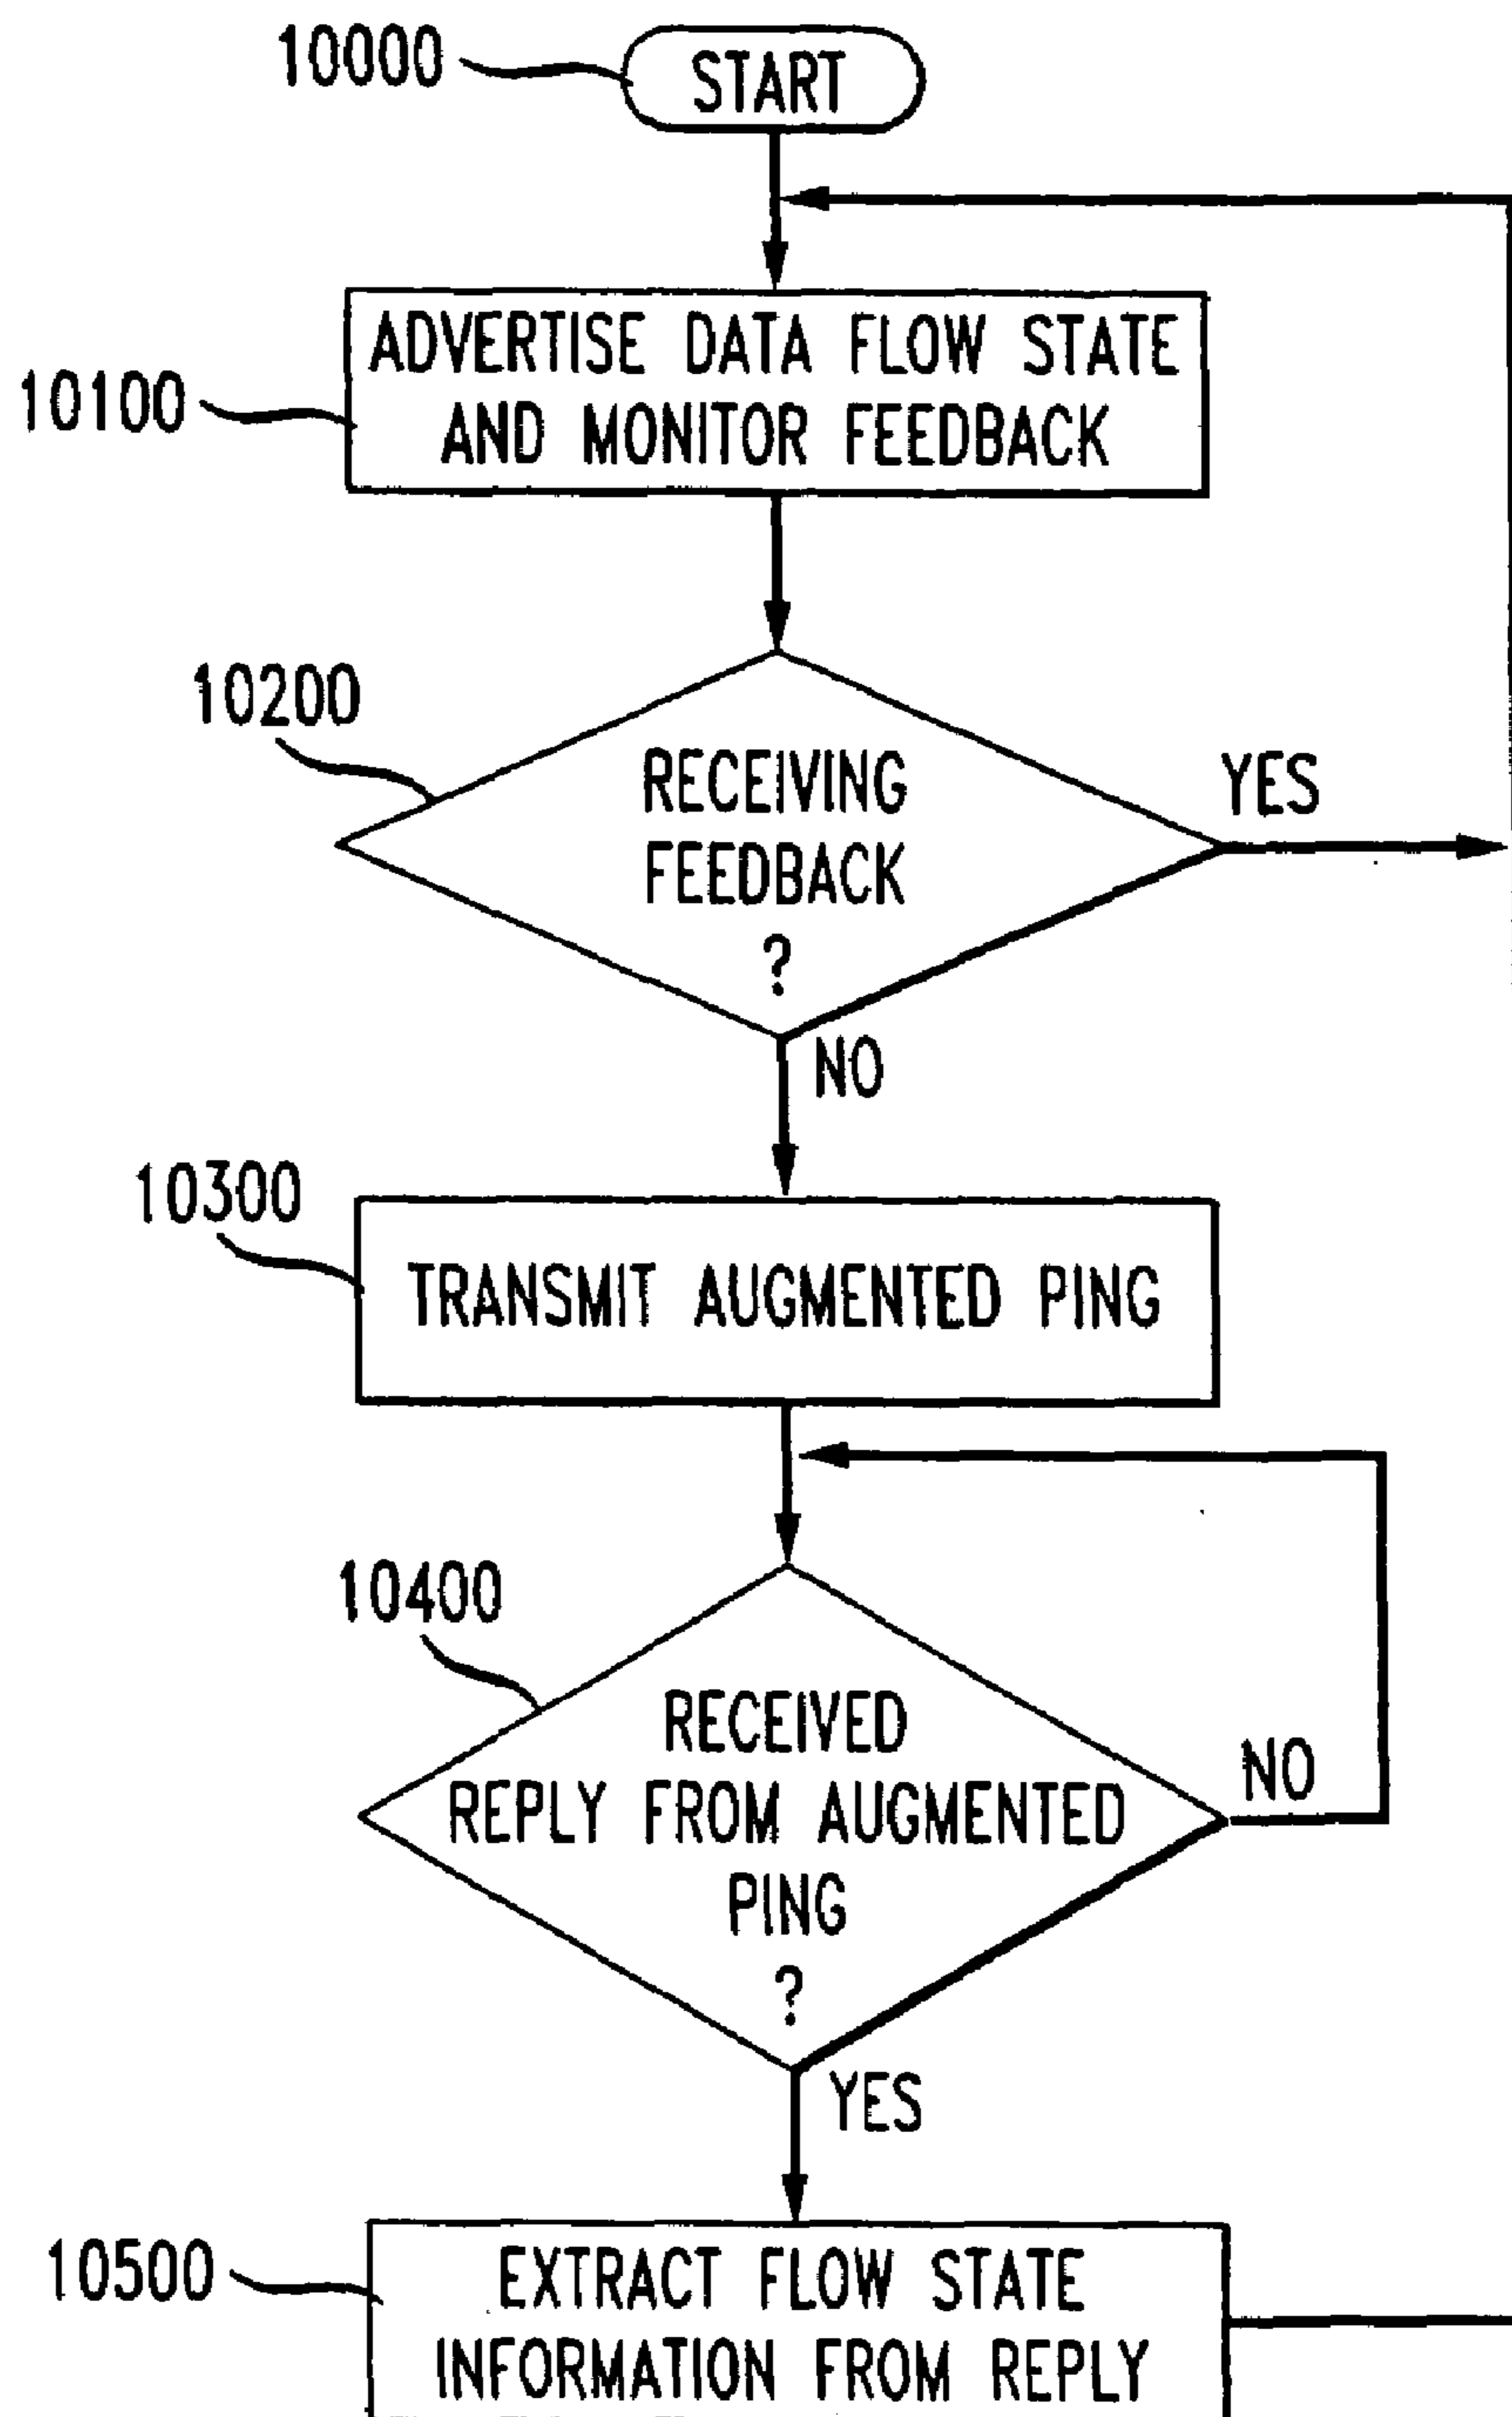 10000
START
10100
ADVERTISE DATA FLOW STATE
AND MONITOR FEEDBACK
10200
RECEIVING
FEEDBACK
?
YES
NO
10300
TRANSMIT AUGMENTED PING
10400
RECEIVED
REPLY FROM AUGMENTED
PING
?
NO
YES
10500
EXTRACT FLOW STATE
INFORMATION FROM REPLY